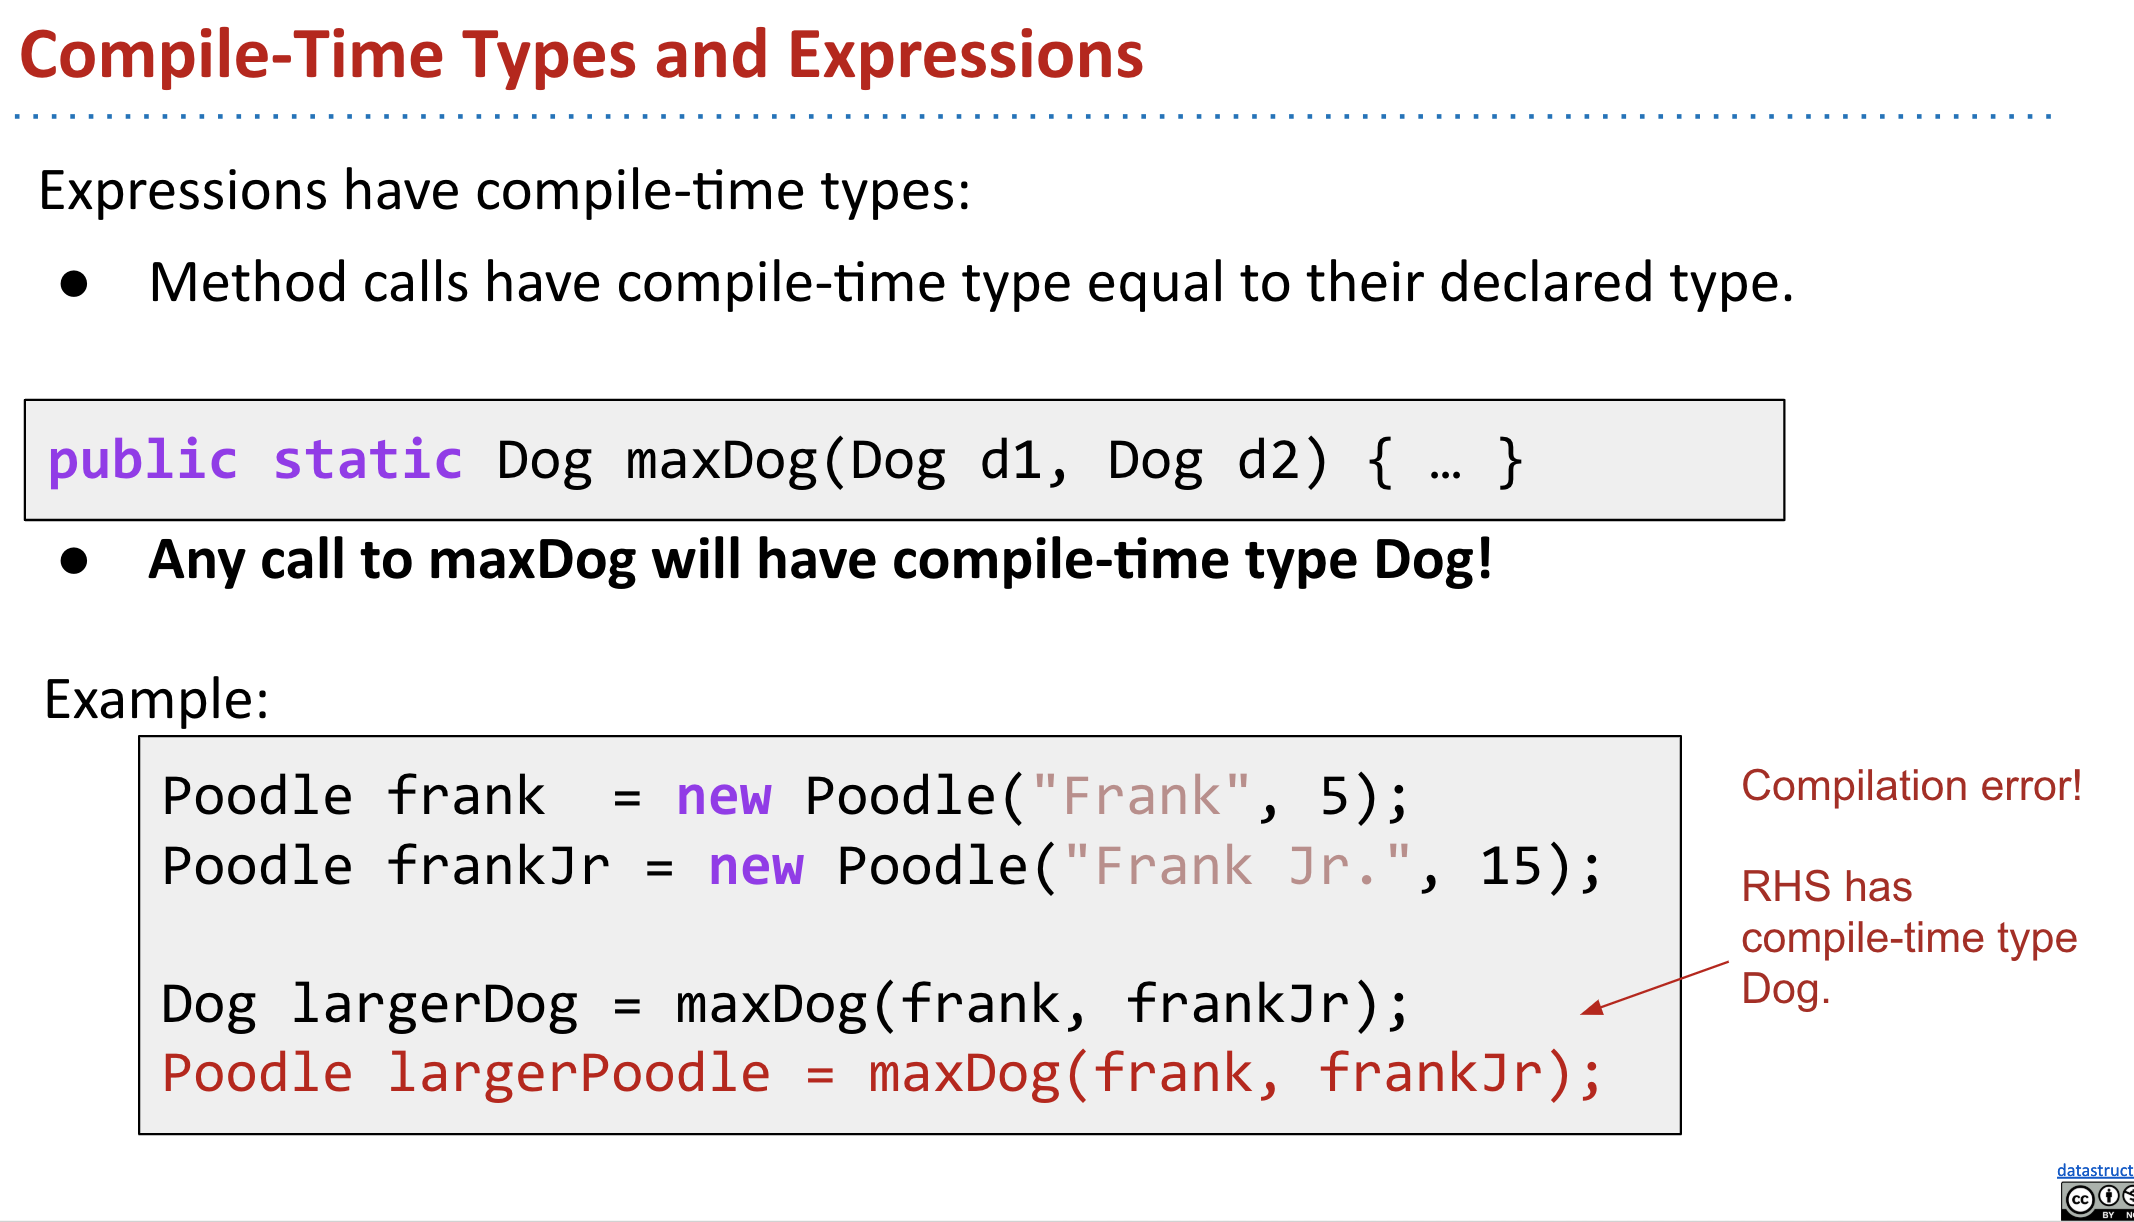 Compile-Time Types and Expressions
Expressions have compile-time types:
● Method calls have compile-time type equal to their declared type.
public static Dog maxDog(Dog d1, Dog d2) { … }
● Any call to maxDog will have compile-time type Dog!
Example:
Poodle frank  = new Poodle("Frank", 5);
Poodle frankJr = new Poodle("Frank Jr.", 15);
Dog largerDog = maxDog(frank, frankJr);
Poodle largerPoodle = maxDog(frank, frankJr);
Compilation error!
RHS has
compile-time type
Dog.
datastruct
cc
BY